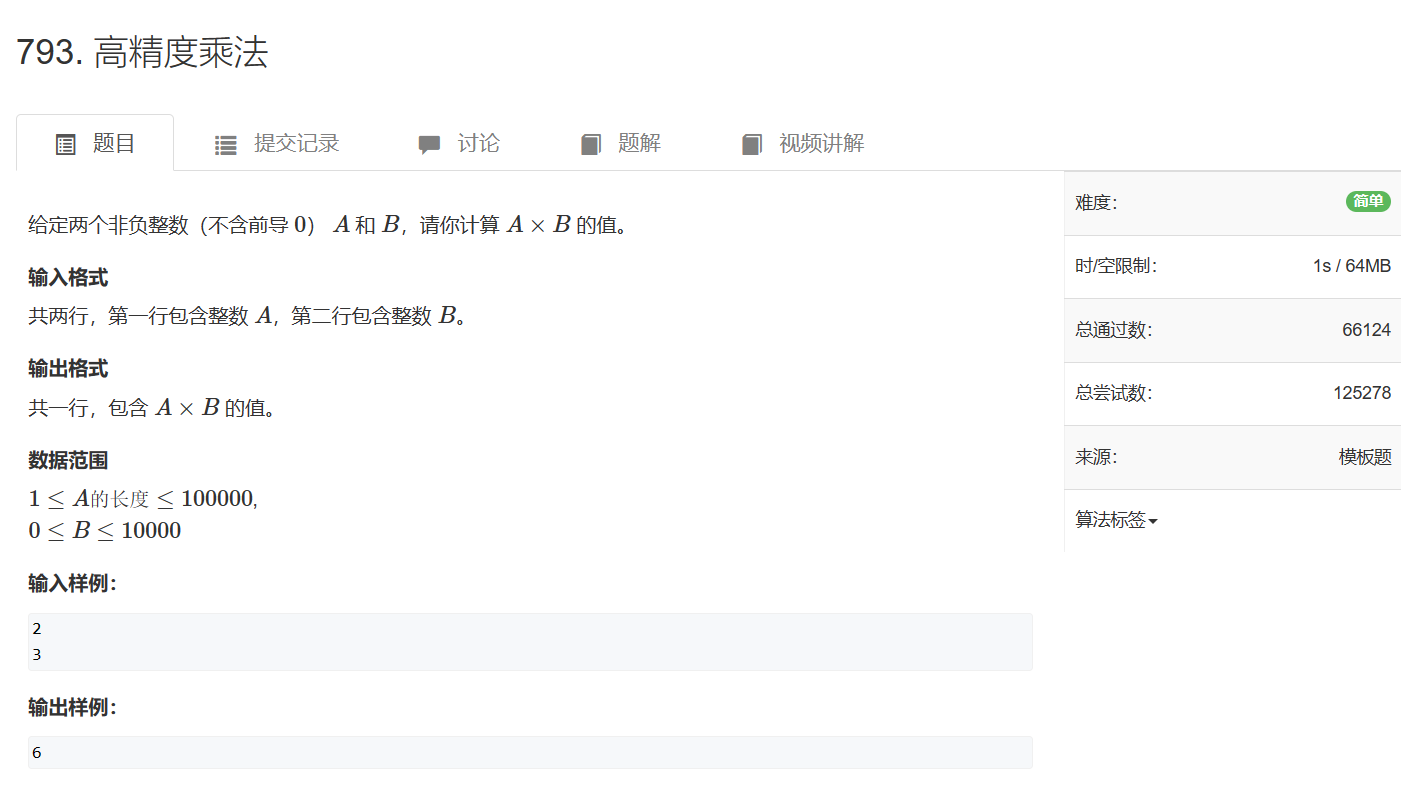 793. 高精度乘法
题目
提交记录
讨论
题解
视频讲解
给定两个非负整数（不含前导 0） A 和 B，请你计算 A × B 的值。
输入格式
共两行，第一行包含整数 A，第二行包含整数 B。
输出格式
共一行，包含 A × B 的值。
数据范围
1 ≤ A的长度 ≤ 100000,
0 ≤ B ≤ 10000
输入样例：
2
3
输出样例：
6
难度： 简单
时/空限制： 1s / 64MB
总通过数： 66124
总尝试数： 125278
来源： 模板题
算法标签